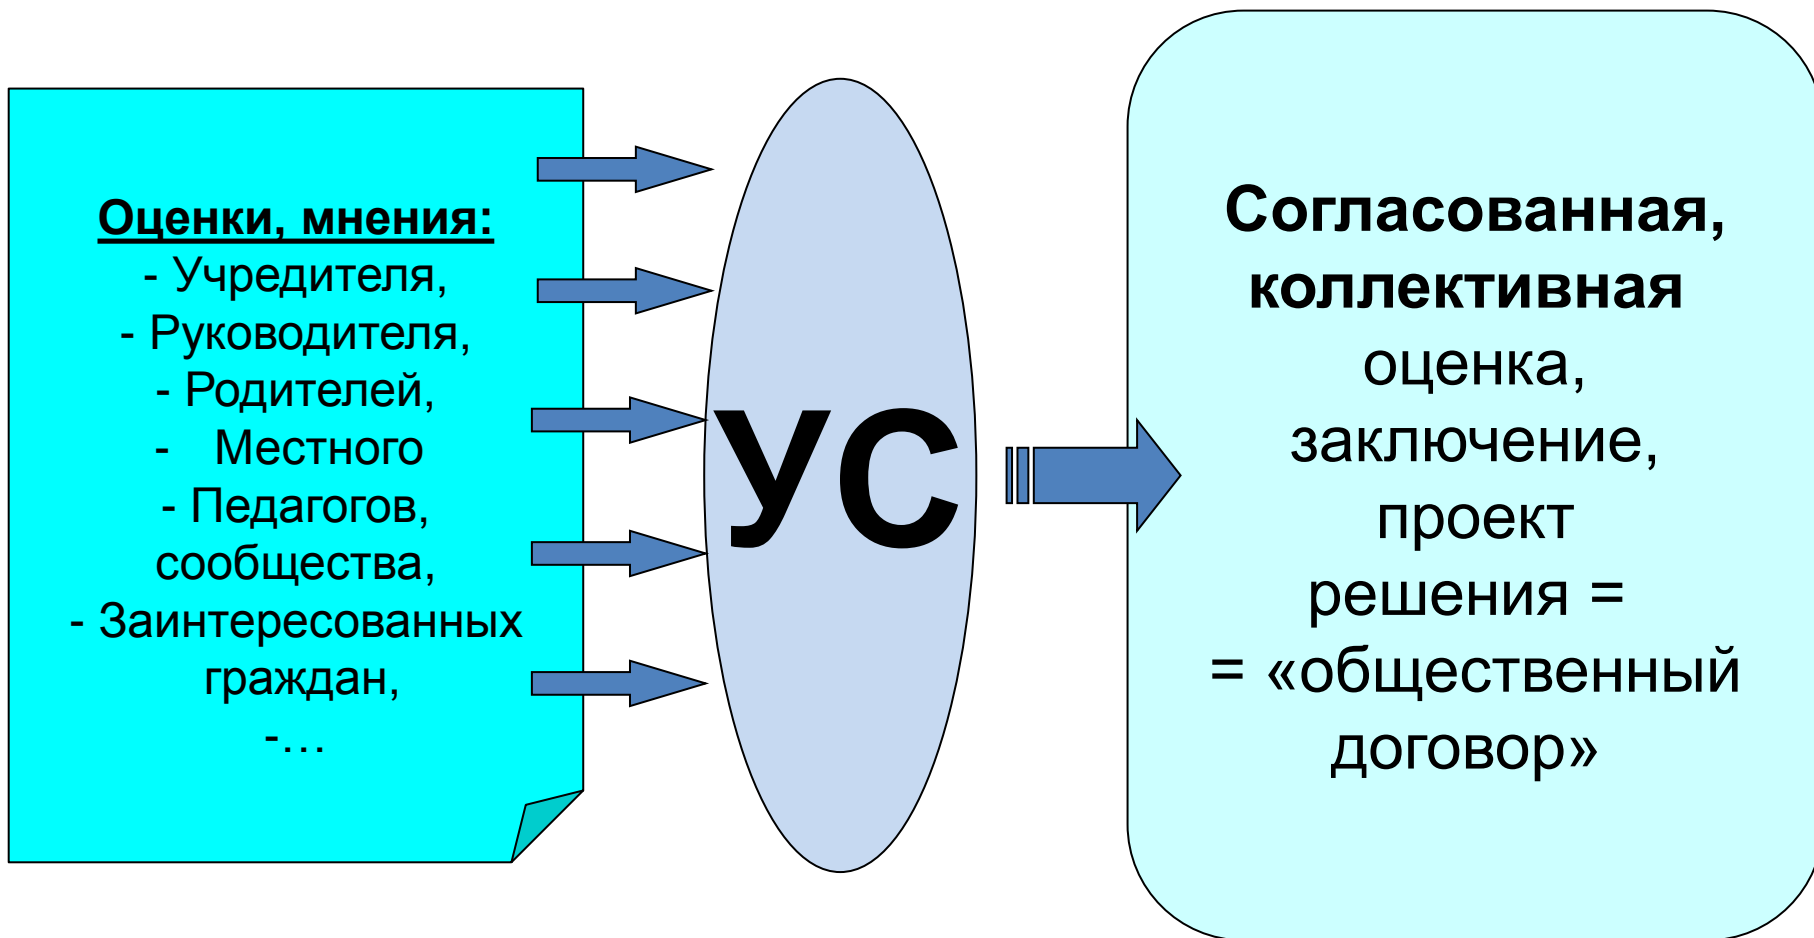 Оценки, мнения:
- Учредителя,
- Руководителя,
- Родителей,
- Местного
- Педагогов,
сообщества,
- Заинтересованных
граждан,
-…
УС
Согласованная,
коллективная
оценка,
заключение,
проект
решения =
= «общественный
договор»